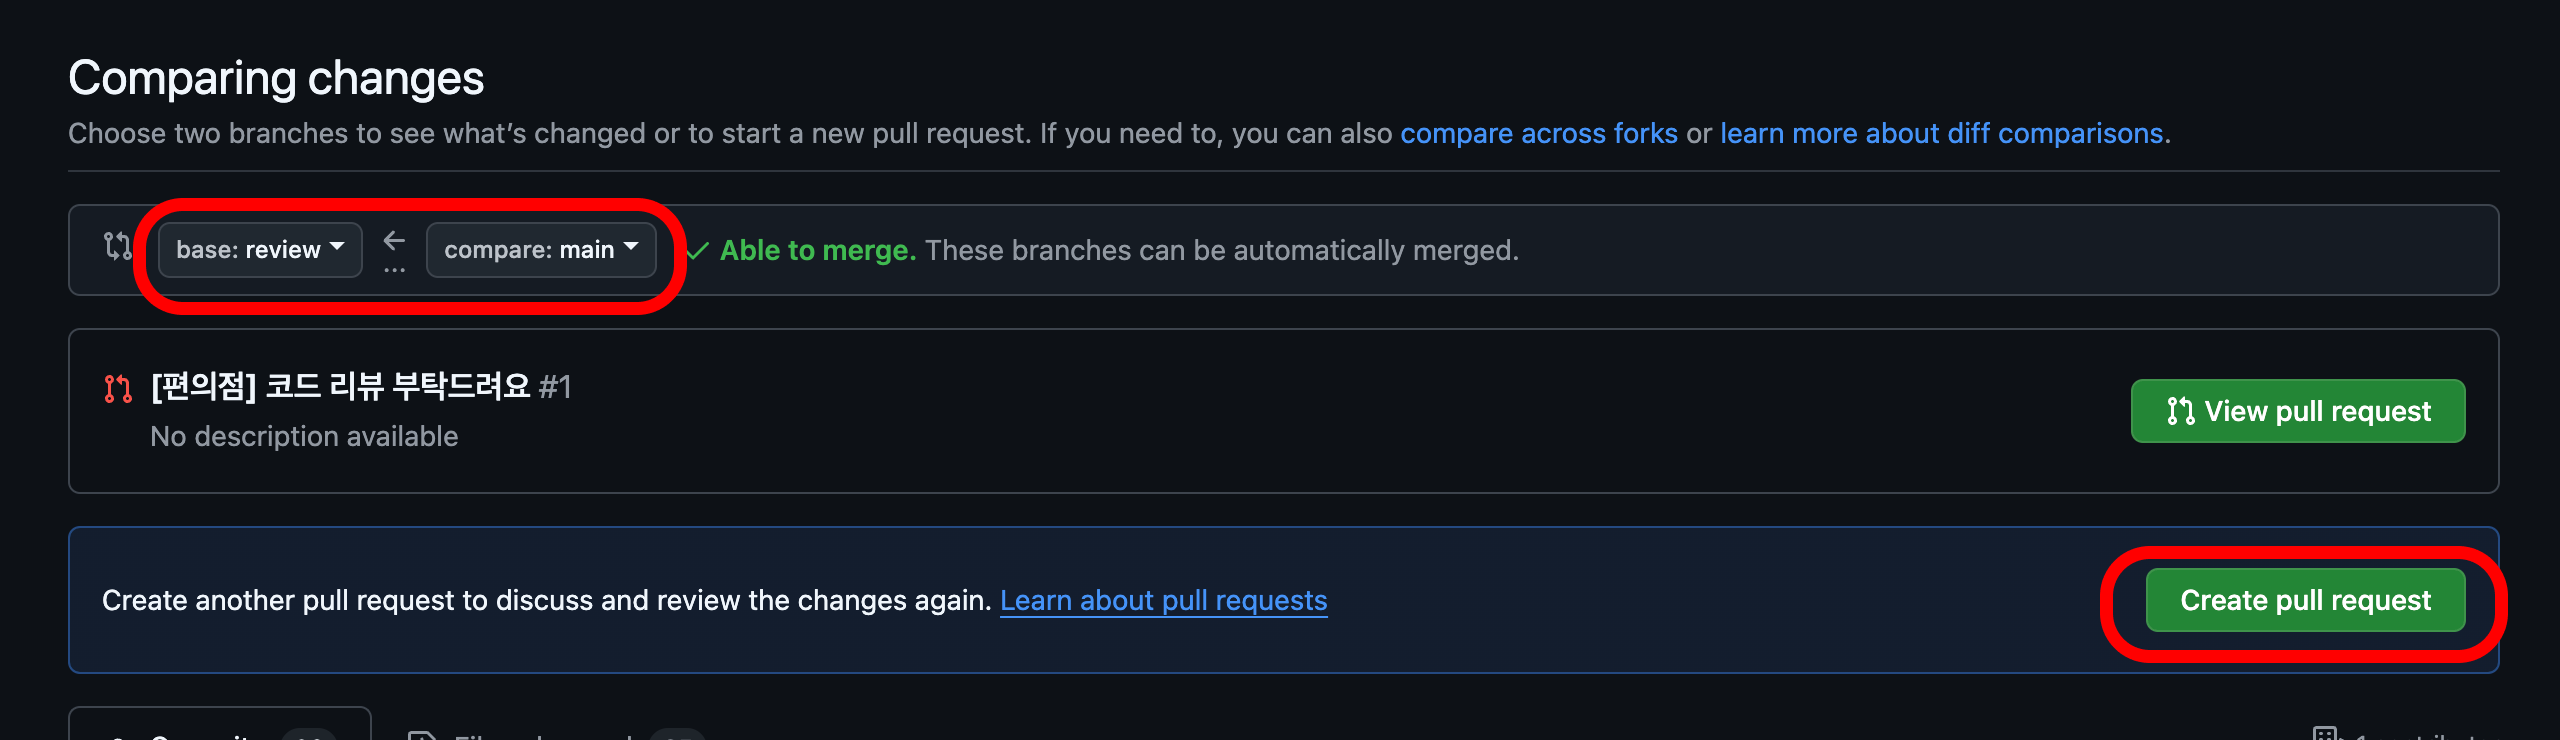 Comparing changes
Choose two branches to see what's changed or to start a new pull request. If you need to, you can also compare across forks or learn more about diff comparisons.
base: review ← compare: main ✓ Able to merge. These branches can be automatically merged.
[편의점] 코드 리뷰 부탁드려요 #1
No description available
View pull request
Create another pull request to discuss and review the changes again. Learn about pull requests
Create pull request